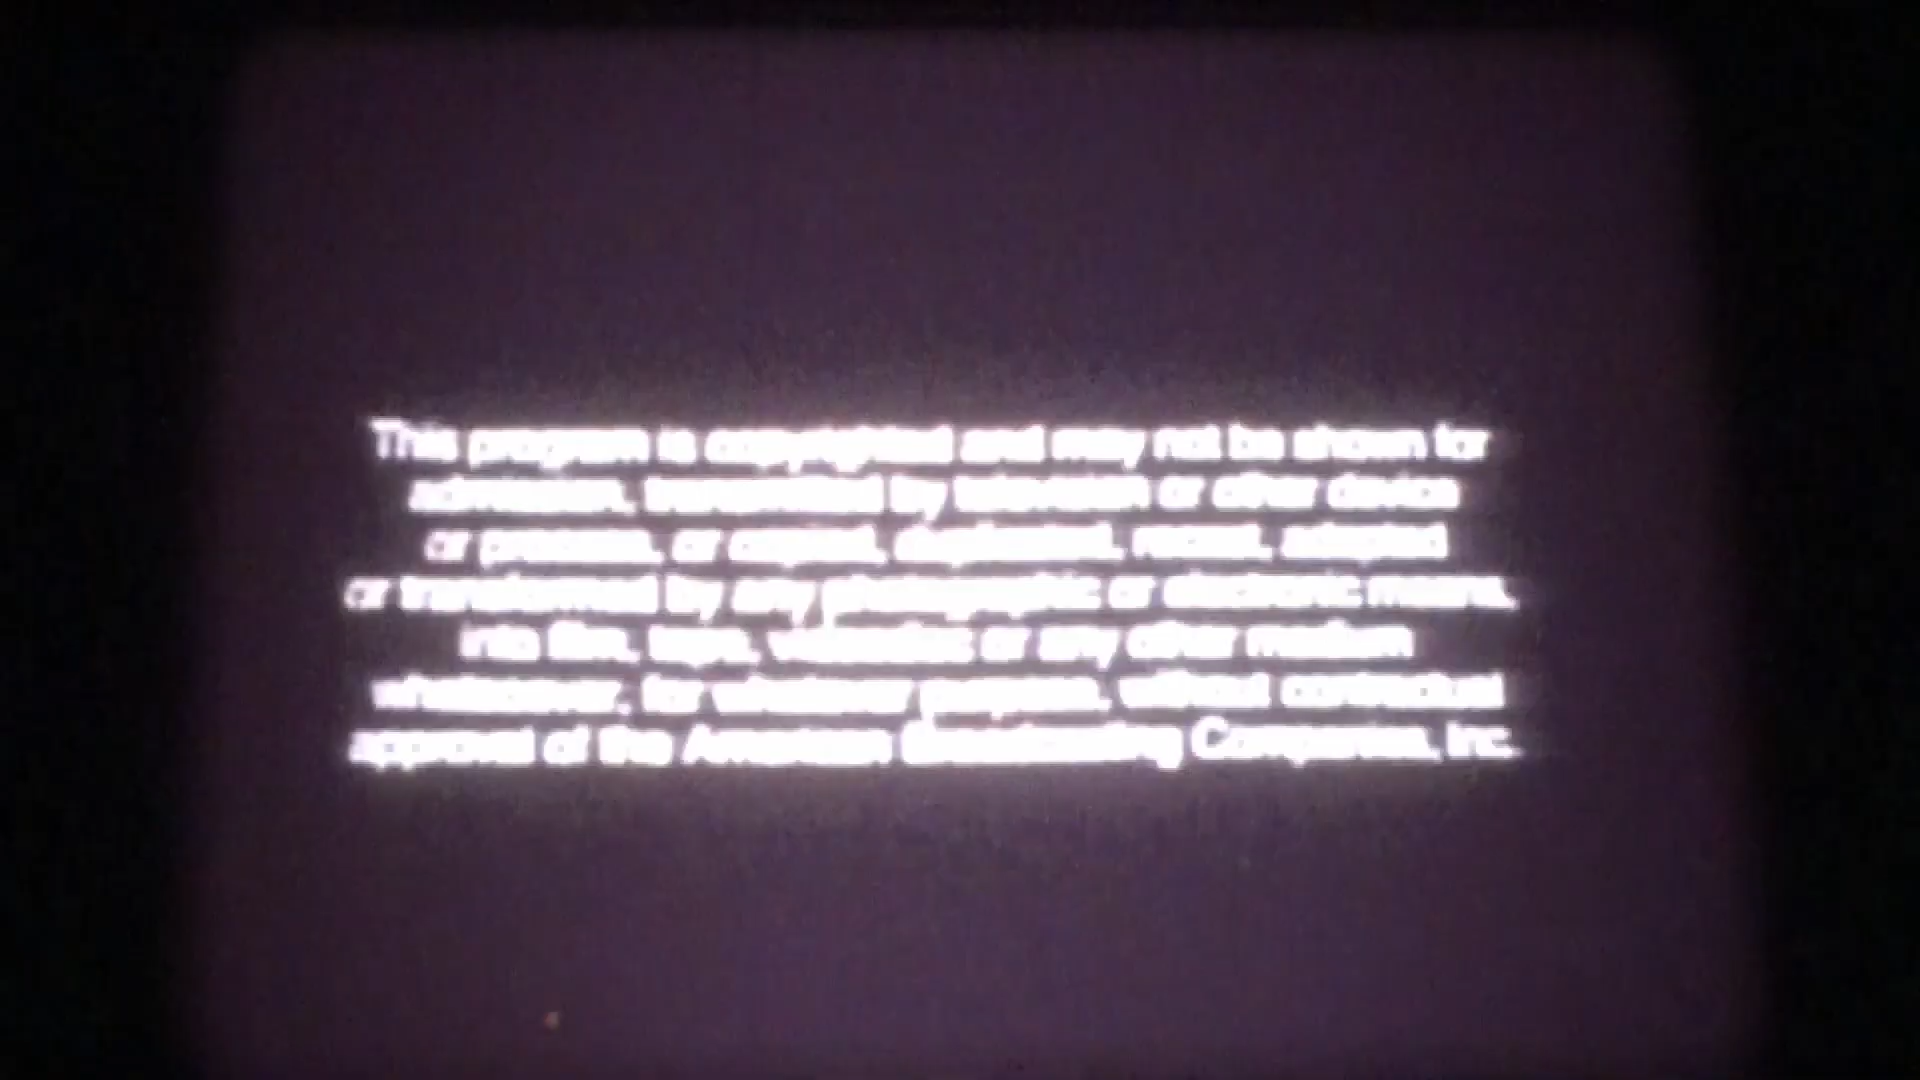 This program is copyrighted and may not be shown for
admission, transmitted by television or other device
or process, or copied, duplicated, recast, adapted
or transformed by any photographic or electronic means,
into film, tape, videodisc or any other medium
whatsoever, for whatever purpose, without contractual
approval of the American Broadcasting Companies, Inc.